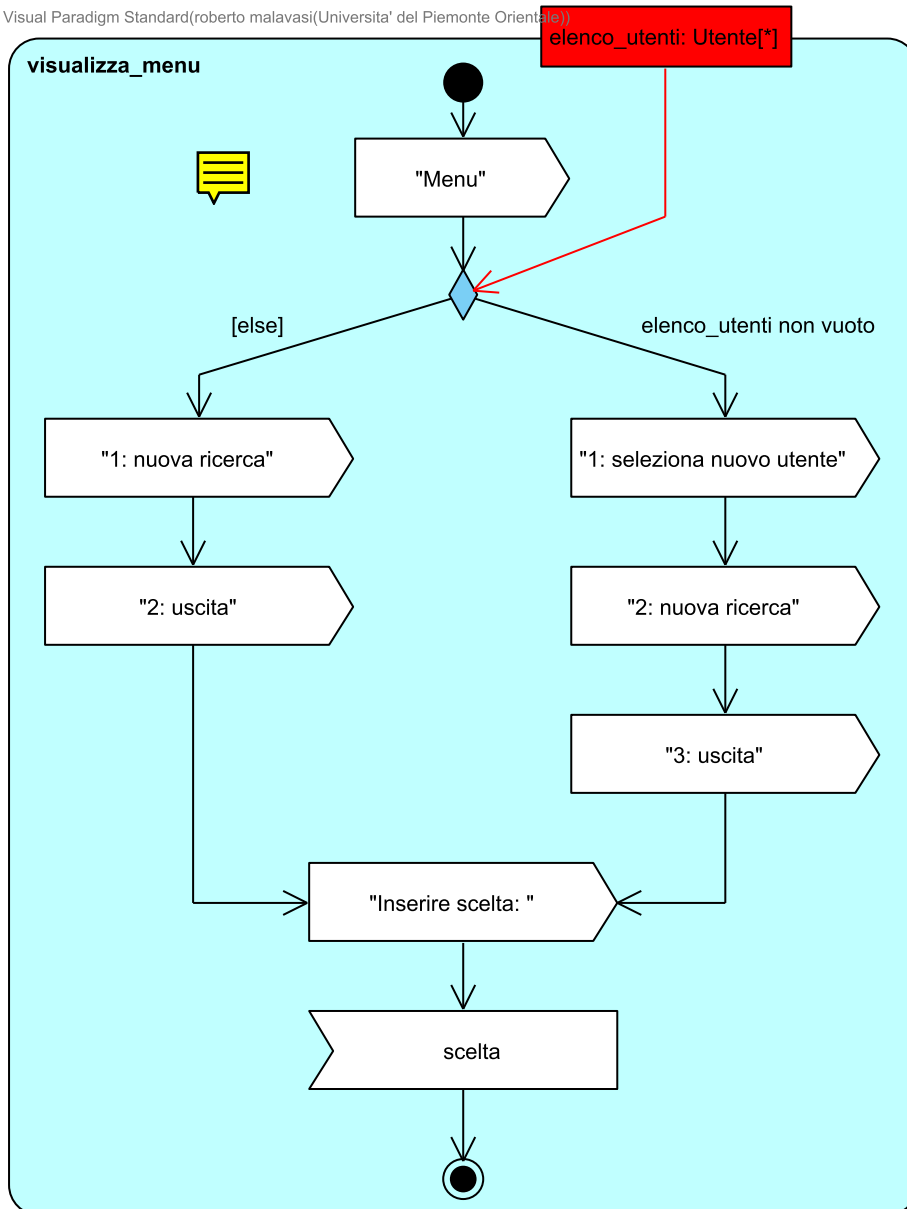 Visual Paradigm Standard(roberto malavasi(Universita' del Piemonte Orientale))
elenco_utenti: Utente[*]
visualizza_menu
"Menu"
[else]
elenco_utenti non vuoto
"1: nuova ricerca"
"1: seleziona nuovo utente"
"2: uscita"
"2: nuova ricerca"
"3: uscita"
"Inserire scelta: "
scelta